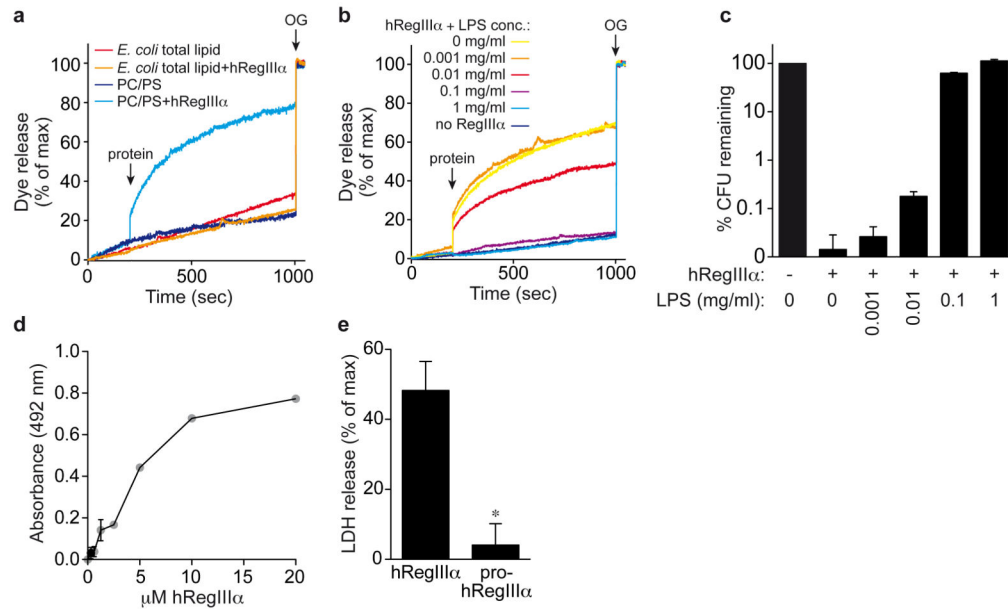 a
OG
E. coli total lipid
E. coli total lipid+hRegIIIα
PC/PS
PC/PS+hRegIIIα
protein
Dye release
(% of max)
100
80
60
40
20
0
0
500
1000
Time (sec)
b
hRegIIIα + LPS conc.:
OG
0 mg/ml
0.001 mg/ml
0.01 mg/ml
0.1 mg/ml
1 mg/ml
no RegIIIα
protein
Dye release
(% of max)
100
80
60
40
20
0
0
500
1000
Time (sec)
c
% CFU remaining
100
10
1
0.1
0
hRegIIIα: - + + + + +
LPS (mg/ml): 0 0 0.001 0.01 0.1 1
d
Absorbance (492 nm)
1.0
0.8
0.6
0.4
0.2
0.0
0 5 10 15 20
μM hRegIIIα
e
LDH release (% of max)
60
40
20
0
*
hRegIIIα
pro-
hRegIIIα